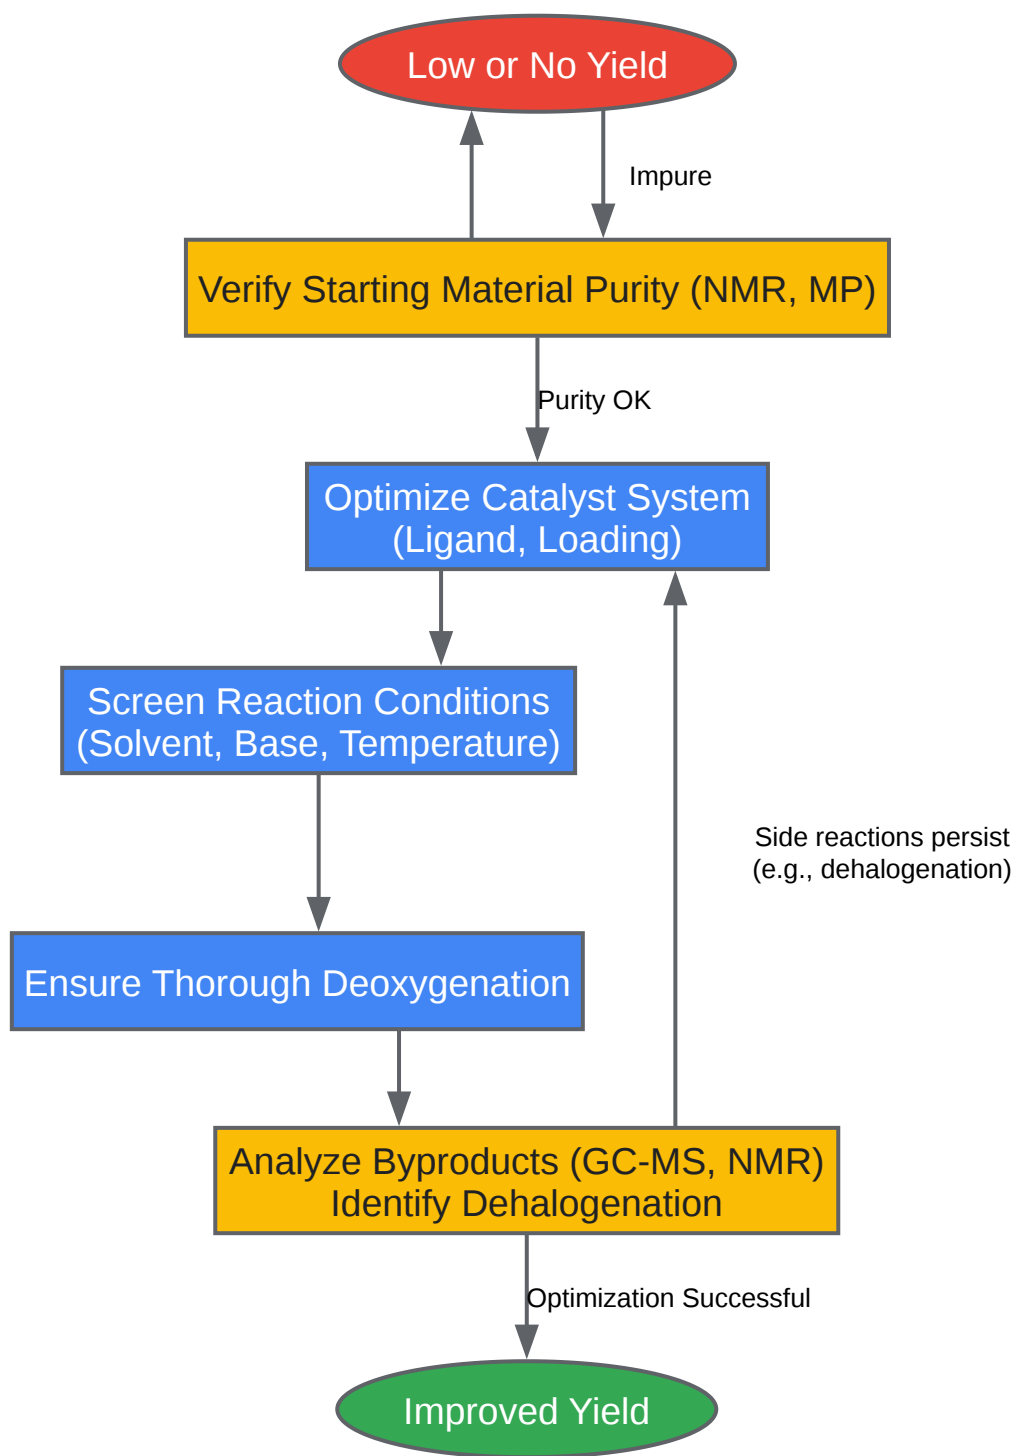 Low or No Yield
Impure
Verify Starting Material Purity (NMR, MP)
Purity OK
Optimize Catalyst System
(Ligand, Loading)
Screen Reaction Conditions
(Solvent, Base, Temperature)
Side reactions persist
(e.g., dehalogenation)
Ensure Thorough Deoxygenation
Analyze Byproducts (GC-MS, NMR)
Identify Dehalogenation
Optimization Successful
Improved Yield